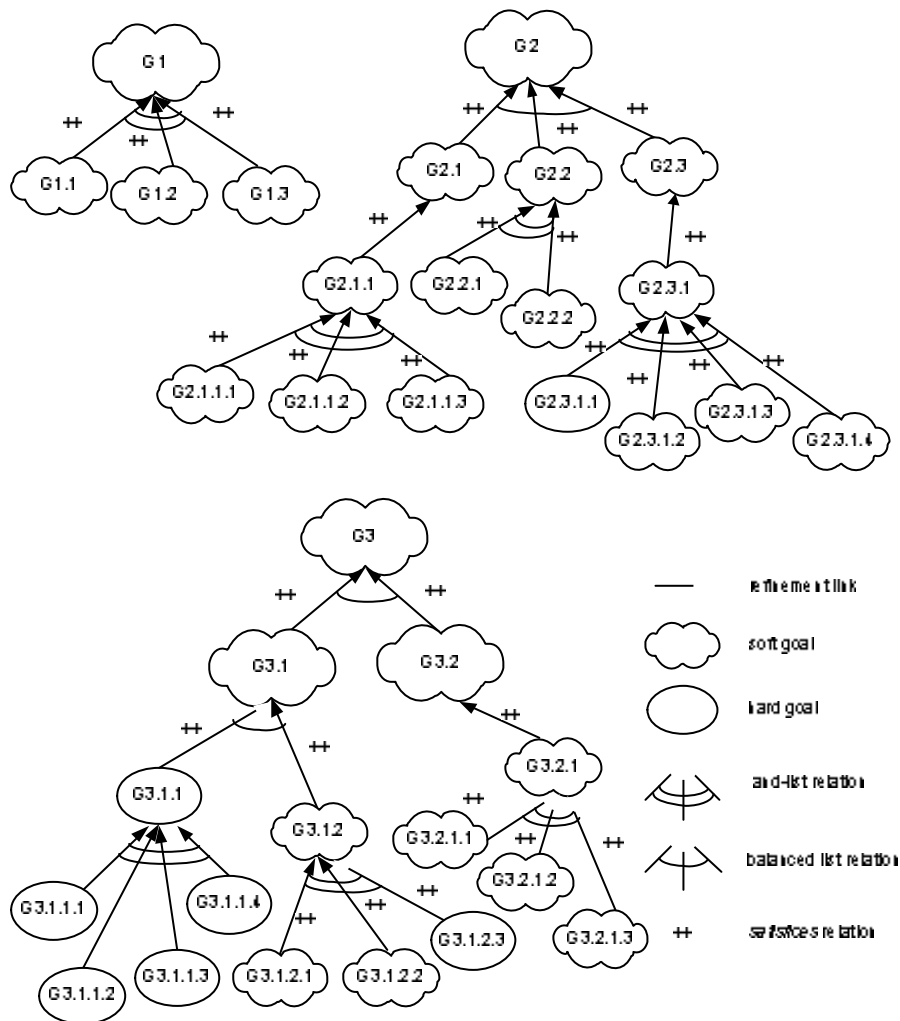 G1
++
++
++
G1.1
G1.2
G1.3
G2
++
++
++
G2.1
G2.2
G2.3
++
++
++
++
G2.1.1
G2.2.1
G2.2.2
G2.3.1
++
++
++
++
++
++
++
G2.1.1.1
G2.1.1.2
G2.1.1.3
G2.3.1.1
G2.3.1.2
G2.3.1.3
G2.3.1.4
G3
++
++
G3.1
G3.2
++
++
++
G3.1.1
G3.1.2
G3.2.1
++
++
++
G3.2.1.1
G3.2.1.2
G3.2.1.3
G3.1.1.1
G3.1.1.2
G3.1.1.3
G3.1.1.4
++
++
++
G3.1.2.1
G3.1.2.2
G3.1.2.3
refinement link
soft goal
hard goal
and-list relation
balanced list relation
++ satisfices relation